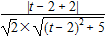 |t − 2 + 2| / √2 × √((t − 2)² + 5)